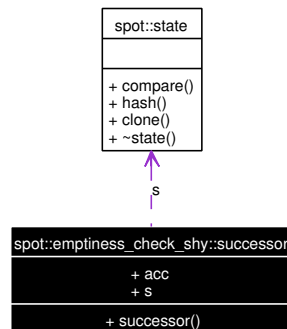 spot::state
+ compare()
+ hash()
+ clone()
+ ~state()
s
spot::emptiness_check_shy::successor
+ acc
+ s
+ successor()